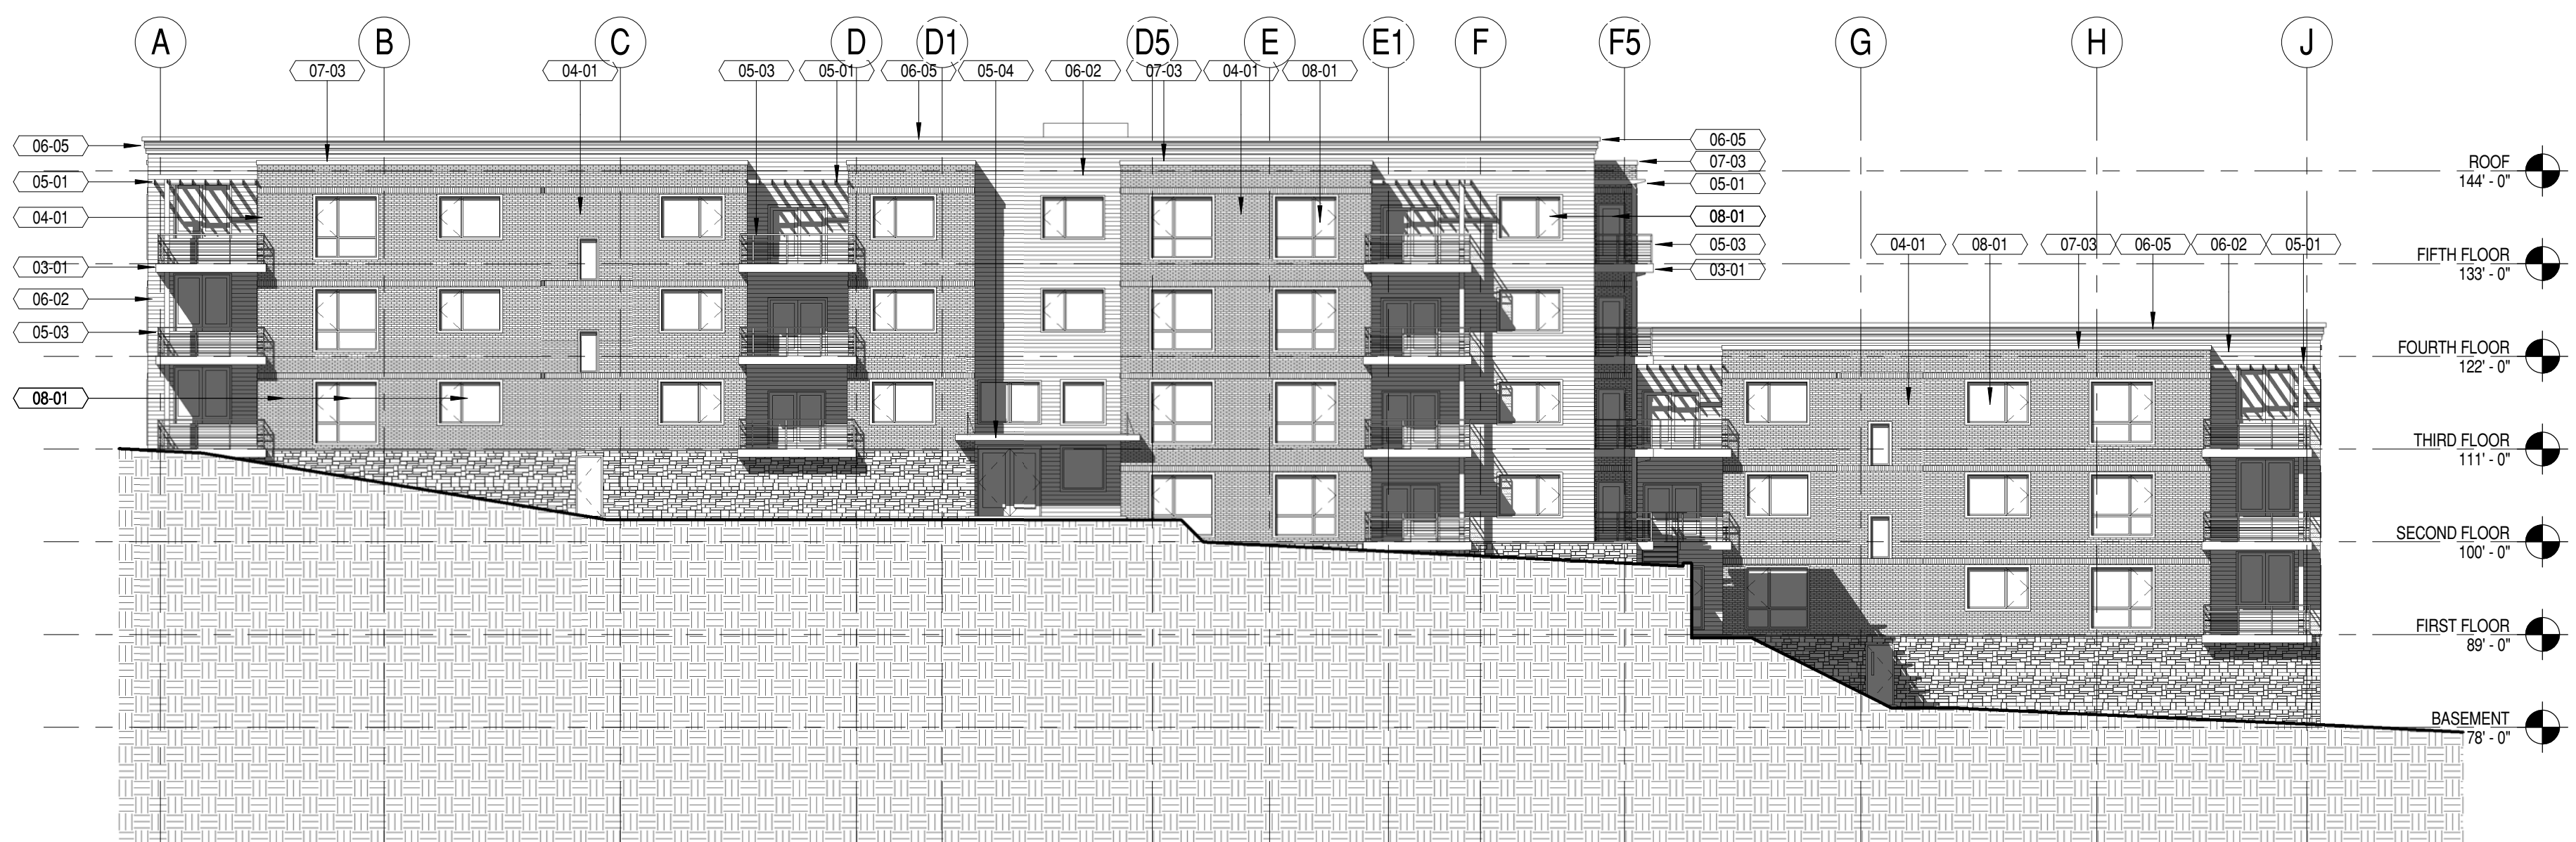 A B C D D1 D5 E E1 F F5 G H J
07-03 04-01 05-03 05-01 06-05 05-04 06-02 07-03 04-01 08-01
06-05
05-01
04-01
03-01
06-02
05-03
08-01
06-05
07-03
05-01
08-01
05-03
03-01
04-01 08-01 07-03 06-05 06-02 05-01
ROOF
144' - 0"
FIFTH FLOOR
133' - 0"
FOURTH FLOOR
122' - 0"
THIRD FLOOR
111' - 0"
SECOND FLOOR
100' - 0"
FIRST FLOOR
89' - 0"
BASEMENT
78' - 0"